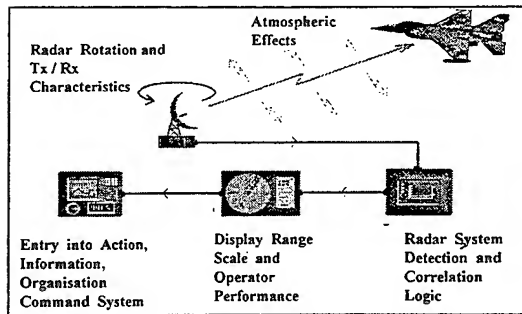 Atmospheric
Effects
Radar Rotation and
Tx / Rx
Characteristics
Entry into Action,
Information,
Organisation
Command System
Display Range
Scale and
Operator
Performance
Radar System
Detection and
Correlation
Logic